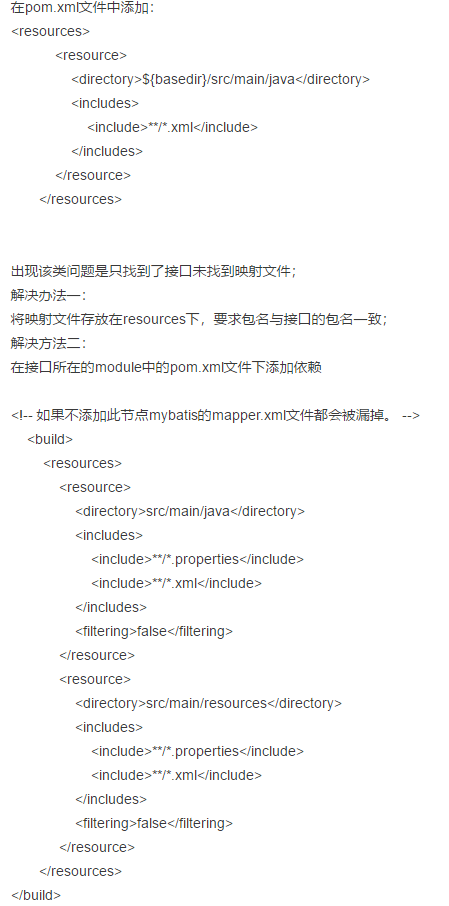 在pom.xml文件中添加：
<resources>
<resource>
<directory>${basedir}/src/main/java</directory>
<includes>
<include>**/*.xml</include>
</includes>
</resource>
</resources>
出现该类问题是只找到了接口未找到映射文件；
解决办法一：
将映射文件存放在resources下，要求包名与接口的包名一致；
解决方法二：
在接口所在的module中的pom.xml文件下添加依赖
<!-- 如果不添加此节点mybatis的mapper.xml文件都会被漏掉。 -->
<build>
<resources>
<resource>
<directory>src/main/java</directory>
<includes>
<include>**/*.properties</include>
<include>**/*.xml</include>
</includes>
<filtering>false</filtering>
</resource>
<resource>
<directory>src/main/resources</directory>
<includes>
<include>**/*.properties</include>
<include>**/*.xml</include>
</includes>
<filtering>false</filtering>
</resource>
</resources>
</build>